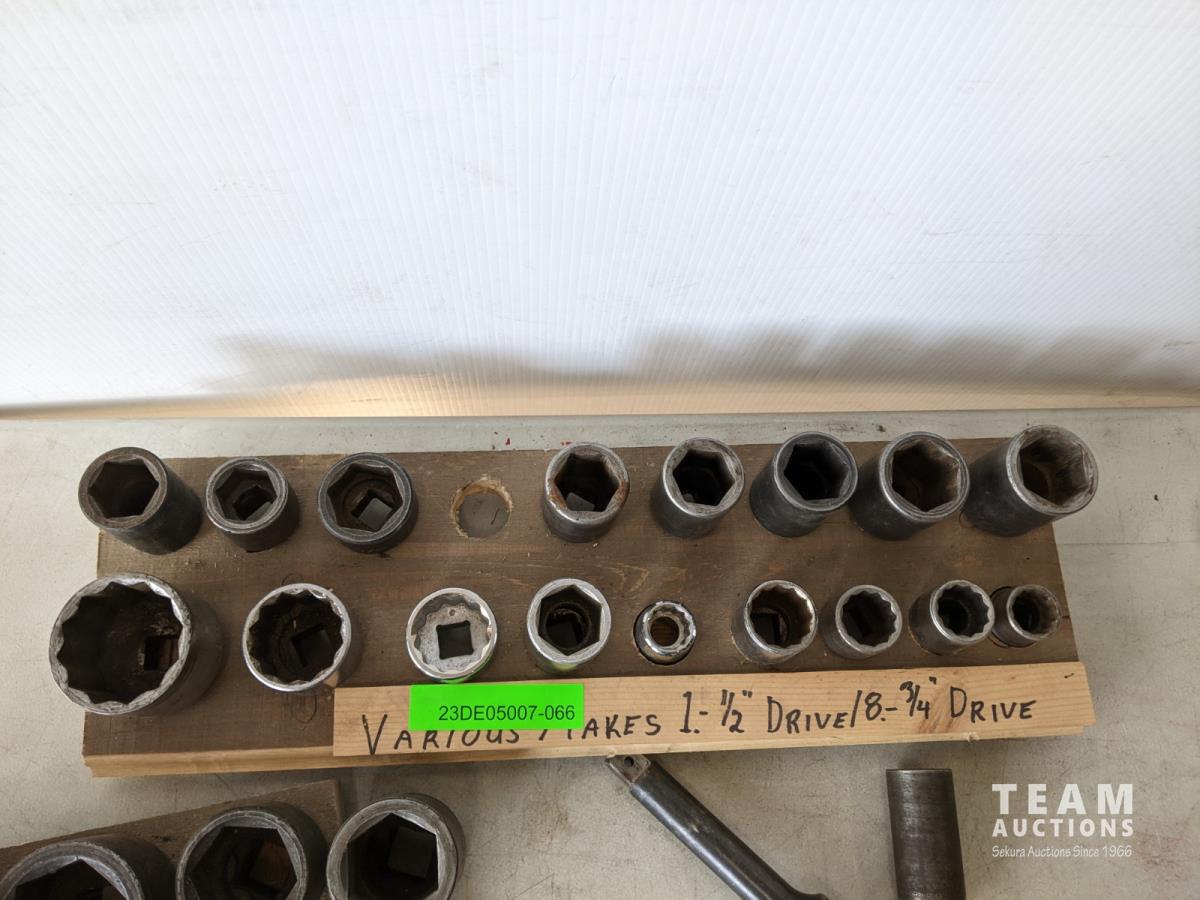 23DE05007-066
VARIOUS MAKES 1.-1/2" DRIVE/8.-3/4" DRIVE
TEAM
AUCTIONS
Sekura Auctions Since 1966